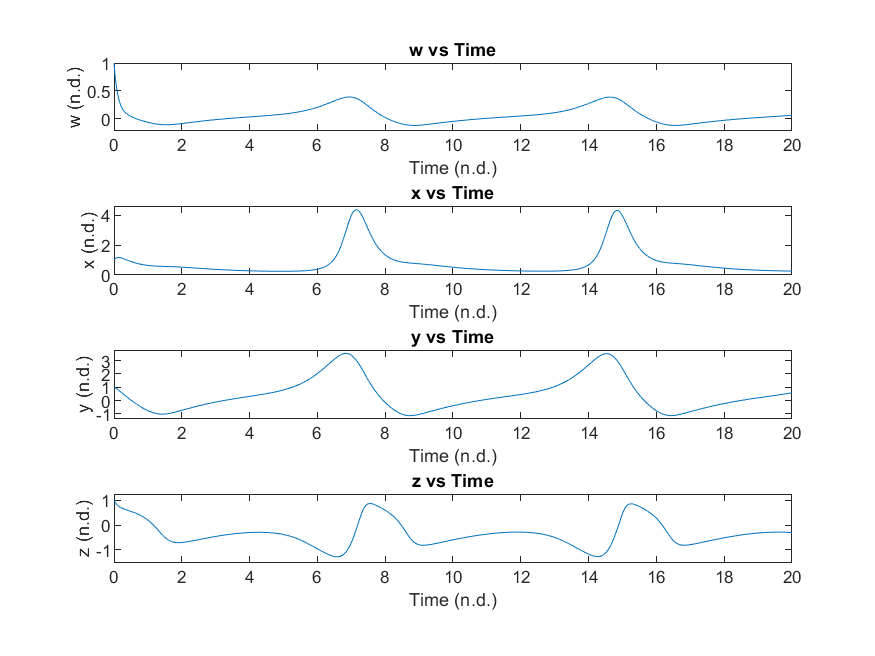 w vs Time
1
0.5
0
w (n.d.)
0 2 4 6 8 10 12 14 16 18 20
Time (n.d.)
x vs Time
4
2
0
x (n.d.)
0 2 4 6 8 10 12 14 16 18 20
Time (n.d.)
y vs Time
3
2
1
0
-1
y (n.d.)
0 2 4 6 8 10 12 14 16 18 20
Time (n.d.)
z vs Time
1
0
-1
z (n.d.)
0 2 4 6 8 10 12 14 16 18 20
Time (n.d.)